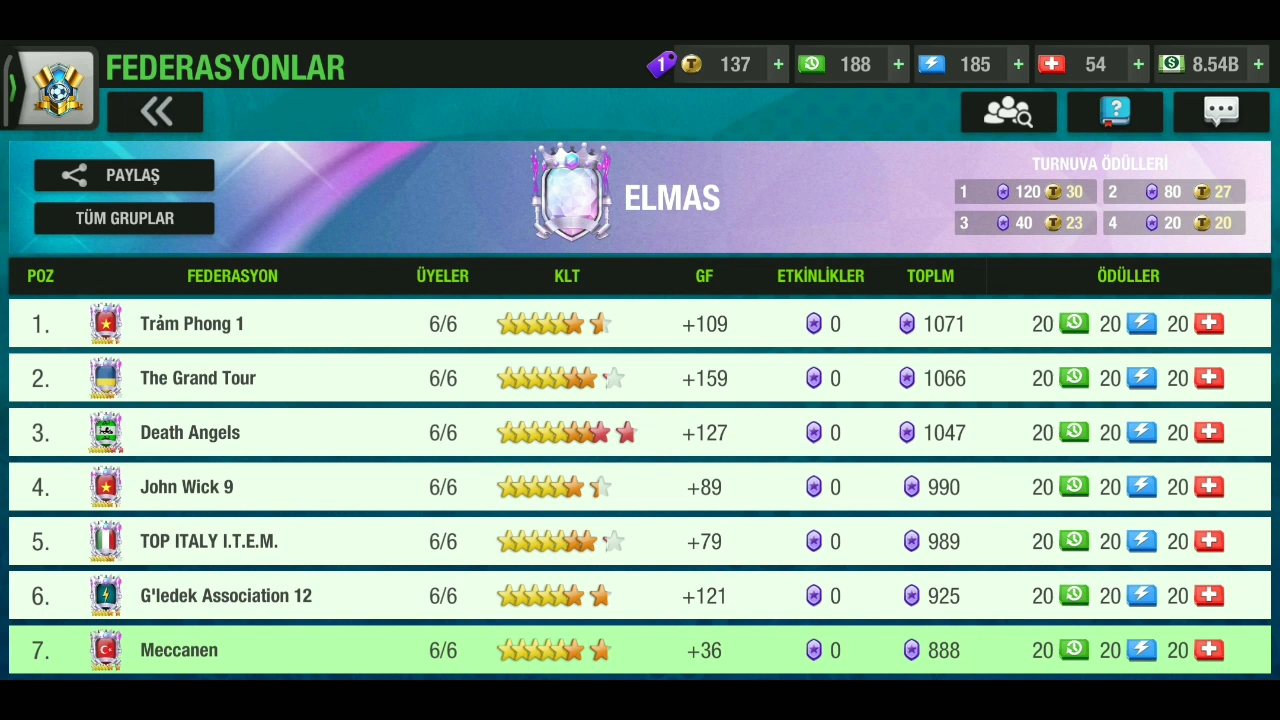 FEDERASYONLAR
1 137 + 188 + 185 + 54 + 8.54B +
PAYLAŞ
TÜM GRUPLAR
ELMAS
TURNUVA ÖDÜLLERİ
1 120 30 2 80 27
3 40 23 4 20 20
POZ FEDERASYON ÜYELER KLT GF ETKİNLİKLER TOPLM ÖDÜLLER
1. Trảm Phong 1 6/6 +109 0 1071 20 20 20
2. The Grand Tour 6/6 +159 0 1066 20 20 20
3. Death Angels 6/6 +127 0 1047 20 20 20
4. John Wick 9 6/6 +89 0 990 20 20 20
5. TOP ITALY I.T.E.M. 6/6 +79 0 989 20 20 20
6. G'ledek Association 12 6/6 +121 0 925 20 20 20
7. Meccanen 6/6 +36 0 888 20 20 20